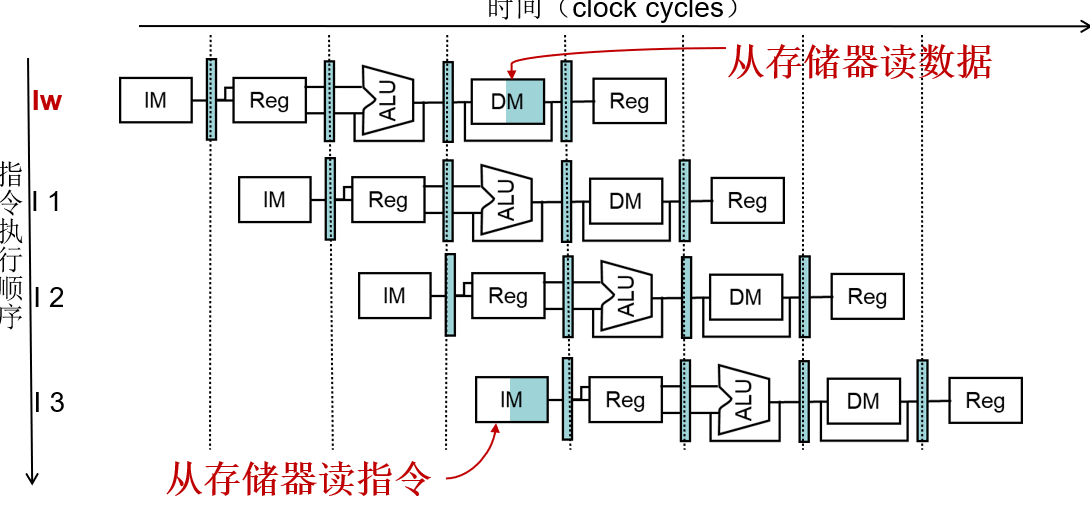 时间（clock cycles）
从存储器读数据
lw
IM
Reg
ALU
DM
Reg
I 1
IM
Reg
ALU
DM
Reg
I 2
IM
Reg
ALU
DM
Reg
I 3
IM
Reg
ALU
DM
Reg
指令执行顺序
从存储器读指令